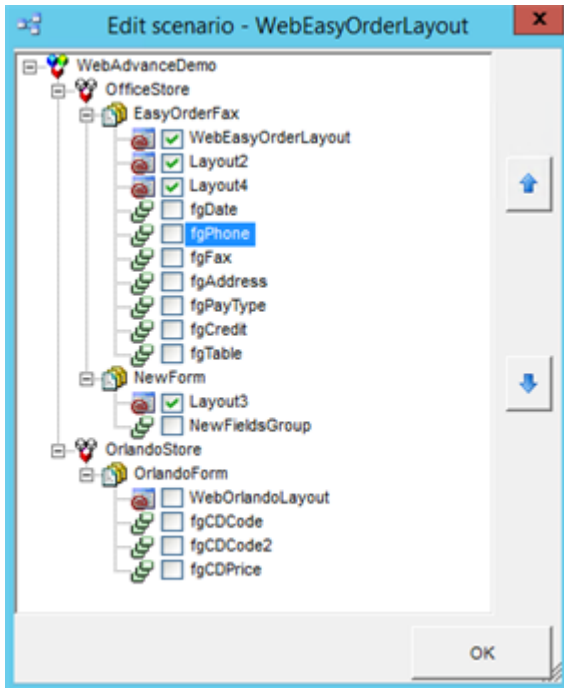 Edit scenario - WebEasyOrderLayout
x
WebAdvanceDemo
OfficeStore
EasyOrderFax
WebEasyOrderLayout
Layout2
Layout4
fgDate
fgPhone
fgFax
fgAddress
fgPayType
fgCredit
fgTable
NewForm
Layout3
NewFieldsGroup
OrlandoStore
OrlandoForm
WebOrlandoLayout
fgCDCode
fgCDCode2
fgCDPrice
OK